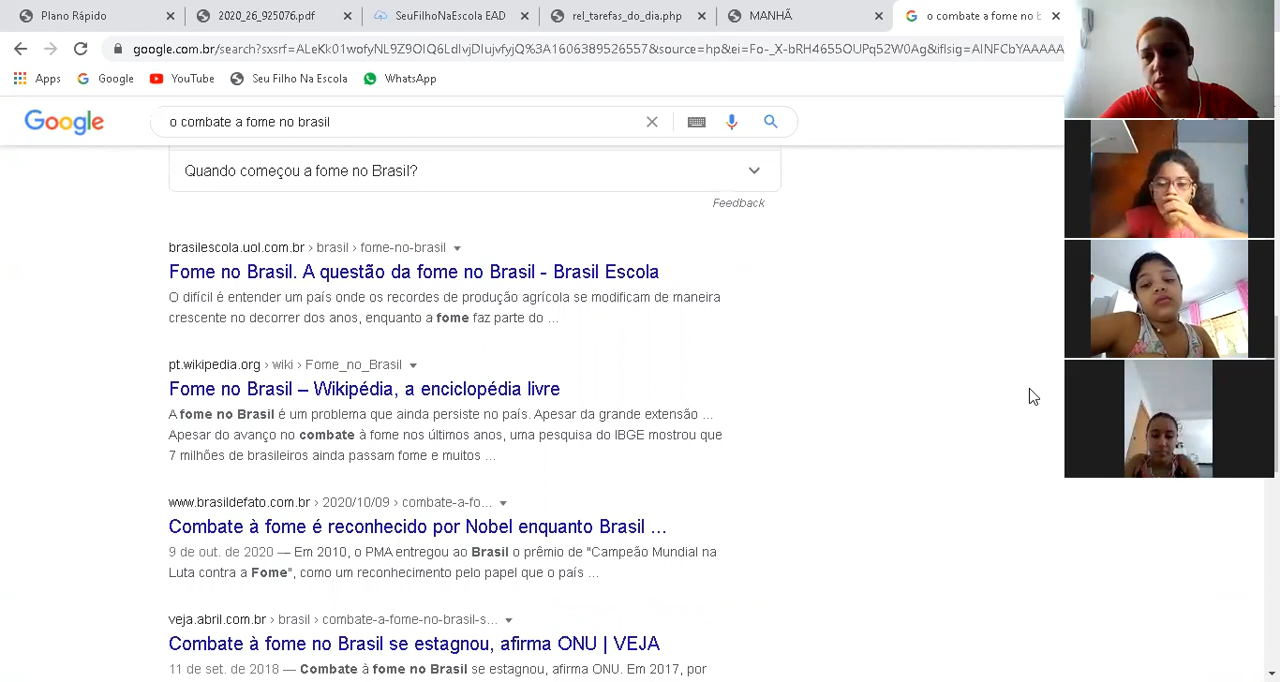 Plano Rápido
2020_26_925076.pdf
SeuFilhoNaEscola EAD
rel_tarefas_do_dia.php
MANHÃ
o combate a fome no b
google.com.br/search?sxsrf=
Apps
Google
YouTube
Seu Filho Na Escola
WhatsApp
Google
o combate a fome no brasil
Quando começou a fome no Brasil?
Feedback
brasilescola.uol.com.br › brasil › fome-no-brasil
Fome no Brasil. A questão da fome no Brasil - Brasil Escola
O difícil é entender um país onde os recordes de produção agrícola se modificam de maneira
crescente no decorrer dos anos, enquanto a fome faz parte do ...
pt.wikipedia.org › wiki › Fome_no_Brasil
Fome no Brasil – Wikipédia, a enciclopédia livre
A fome no Brasil é um problema que ainda persiste no país. Apesar da grande extensão ...
Apesar do avanço no combate à fome nos últimos anos, uma pesquisa do IBGE mostrou que
7 milhões de brasileiros ainda passam fome e muitos ...
www.brasildefato.com.br › 2020/10/09 › combate-a-fo...
Combate à fome é reconhecido por Nobel enquanto Brasil ...
9 de out. de 2020 — Em 2010, o PMA entregou ao Brasil o prêmio de "Campeão Mundial na
Luta contra a Fome", como um reconhecimento pelo papel que o país ...
veja.abril.com.br › brasil › combate-a-fome-no-brasil-s...
Combate à fome no Brasil se estagnou, afirma ONU | VEJA
11 de set. de 2018 — Combate à fome no Brasil se estagnou, afirma ONU. Em 2017, por